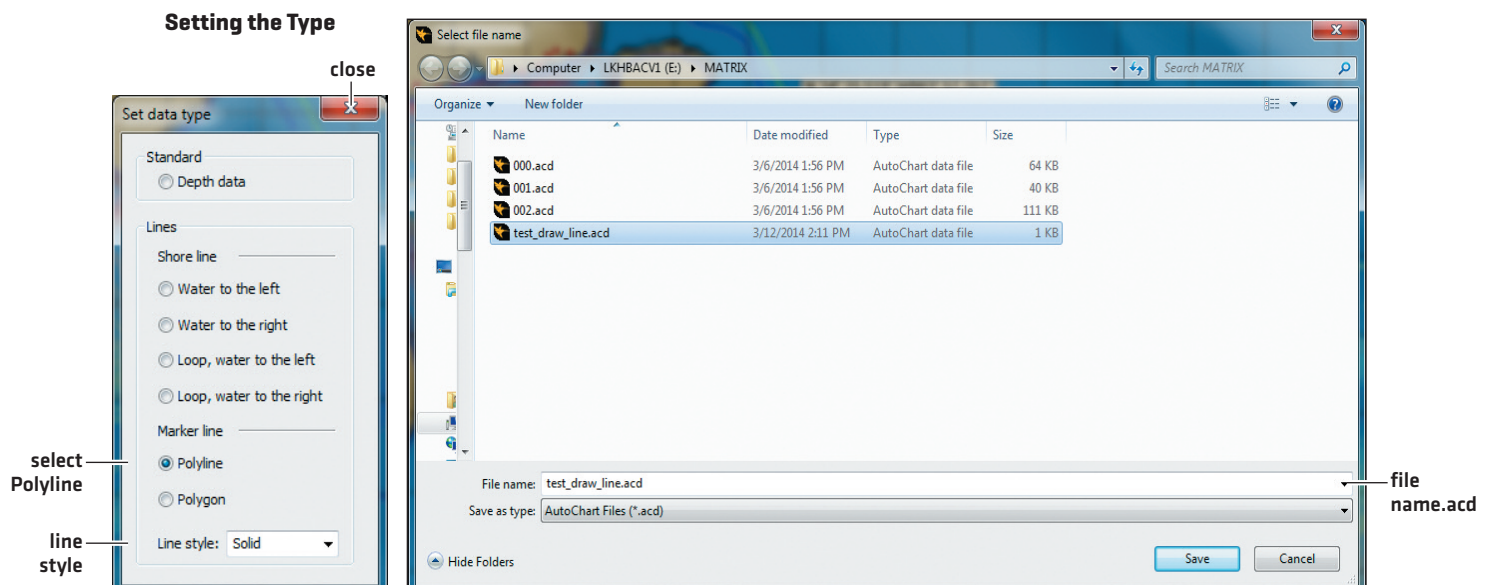 Setting the Type
close
Set data type
Standard
Depth data
Lines
Shore line
Water to the left
Water to the right
Loop, water to the left
Loop, water to the right
Marker line
Polyline
Polygon
Line style: Solid
select
Polyline
line
style
Select file name
Computer LKHBACV1 (E:) MATRIX
Search MATRIX
Organize New folder
Name Date modified Type Size
000.acd 3/6/2014 1:56 PM AutoChart data file 64 KB
001.acd 3/6/2014 1:56 PM AutoChart data file 40 KB
002.acd 3/6/2014 1:56 PM AutoChart data file 111 KB
test_draw_line.acd 3/12/2014 2:11 PM AutoChart data file 1 KB
File name: test_draw_line.acd
Save as type: AutoChart Files (*.acd)
Hide Folders Save Cancel
file
name.acd